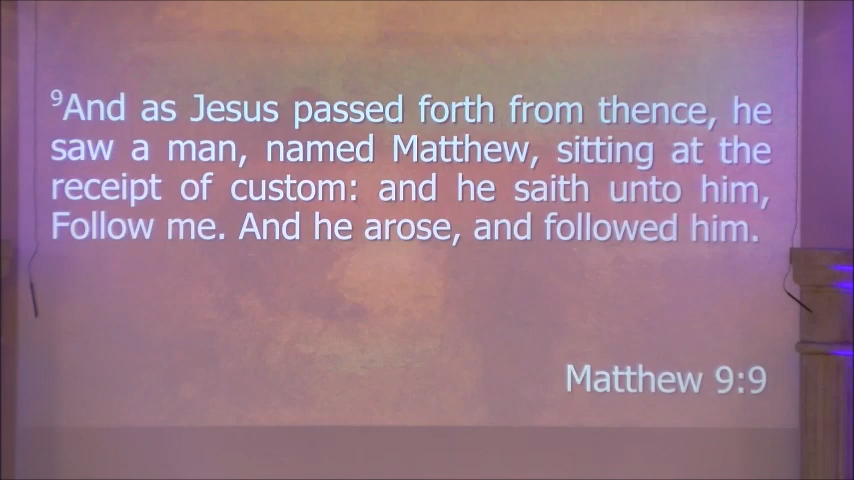 ⁹And as Jesus passed forth from thence, he
saw a man, named Matthew, sitting at the
receipt of custom: and he saith unto him,
Follow me. And he arose, and followed him.
Matthew 9:9